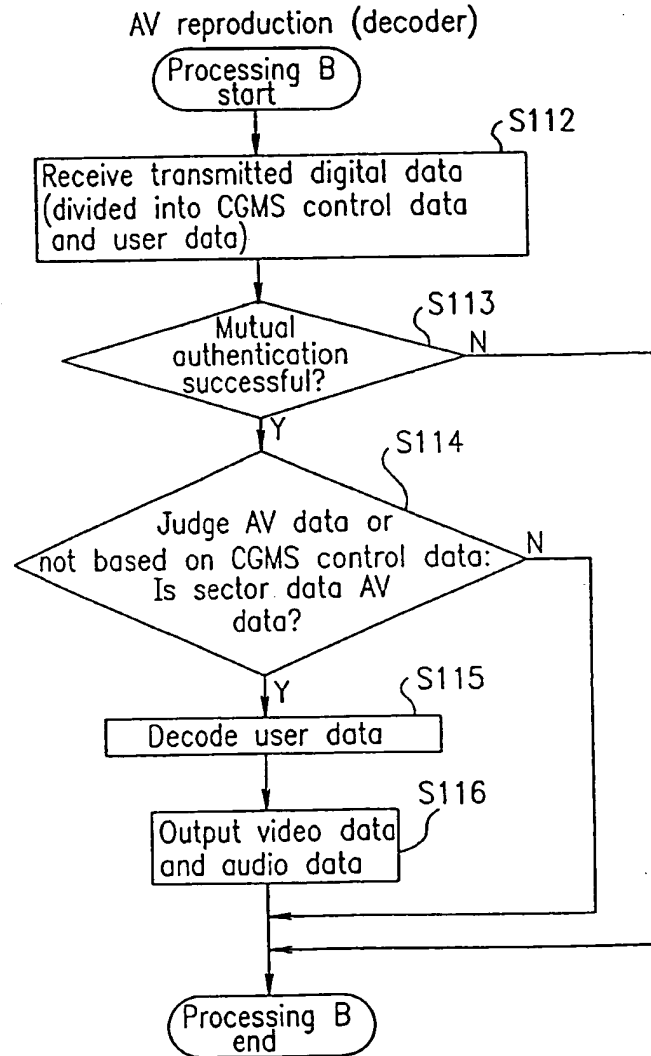 AV reproduction (decoder)
Processing B
start
S112
Receive transmitted digital data
(divided into CGMS control data
and user data)
S113
Mutual
authentication
successful?
N
Y
S114
Judge AV data or
not based on CGMS control data:
Is sector data AV
data?
N
Y
S115
Decode user data
S116
Output video data
and audio data
Processing B
end